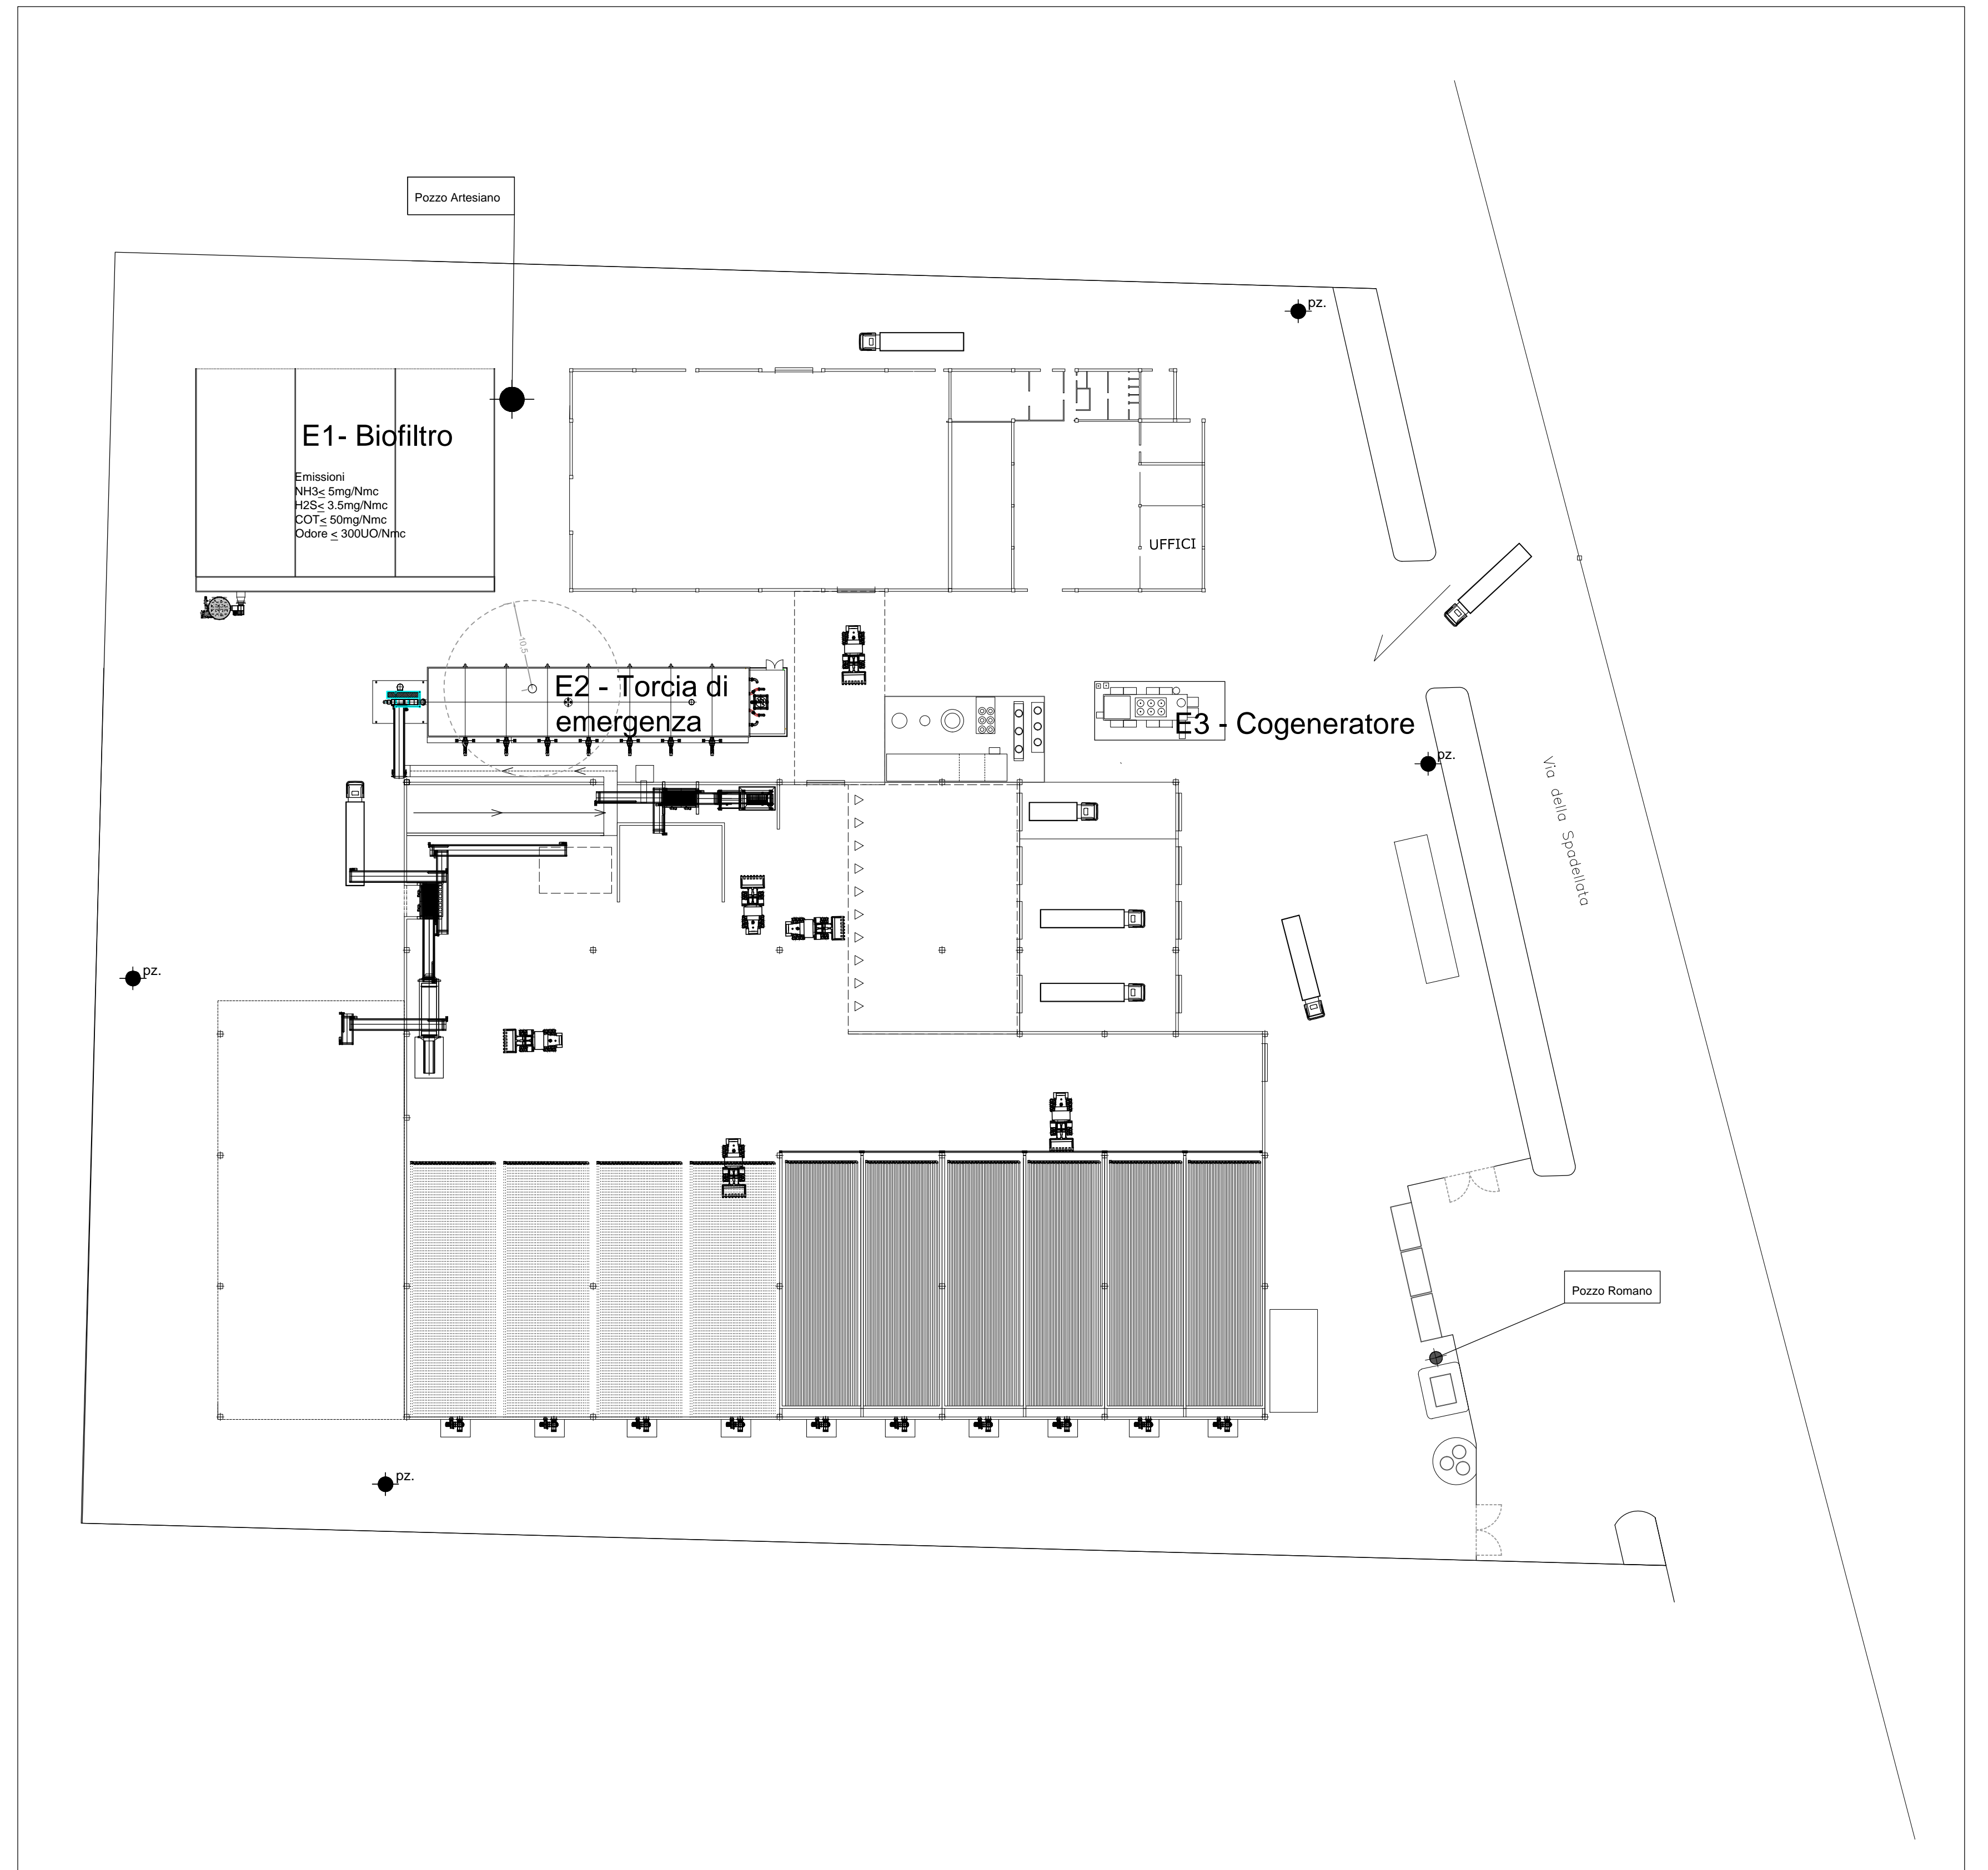 Pozzo Artesiano
pz.
E1- Biofiltro
Emissioni
NH3≤ 5mg/Nmc
H2S≤ 3.5mg/Nmc
COT≤ 50mg/Nmc
Odore ≤ 300UO/Nmc
UFFICI
10.5
E2 - Torcia di
emergenza
E3 - Cogeneratore
pz.
Via della Spadellata
pz.
Pozzo Romano
pz.